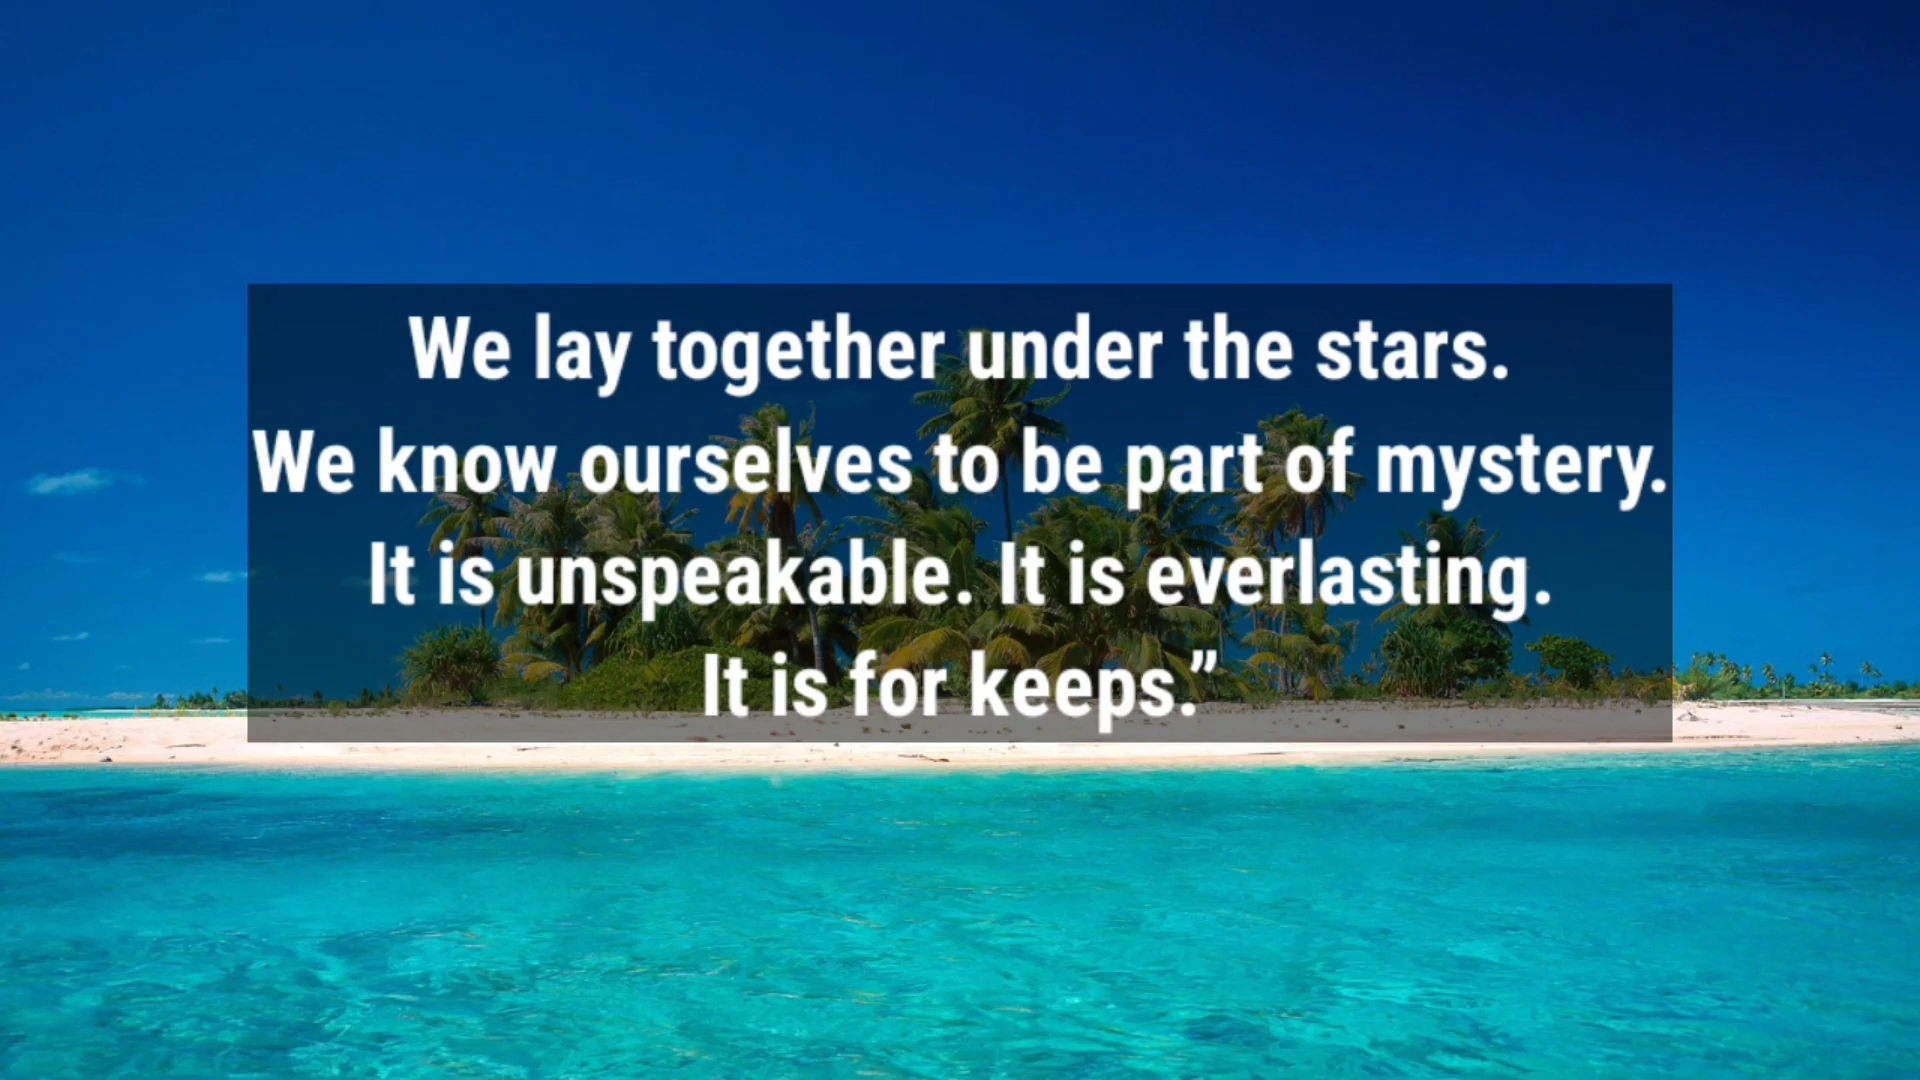 We lay together under the stars.
We know ourselves to be part of mystery.
It is unspeakable. It is everlasting.
It is for keeps.”